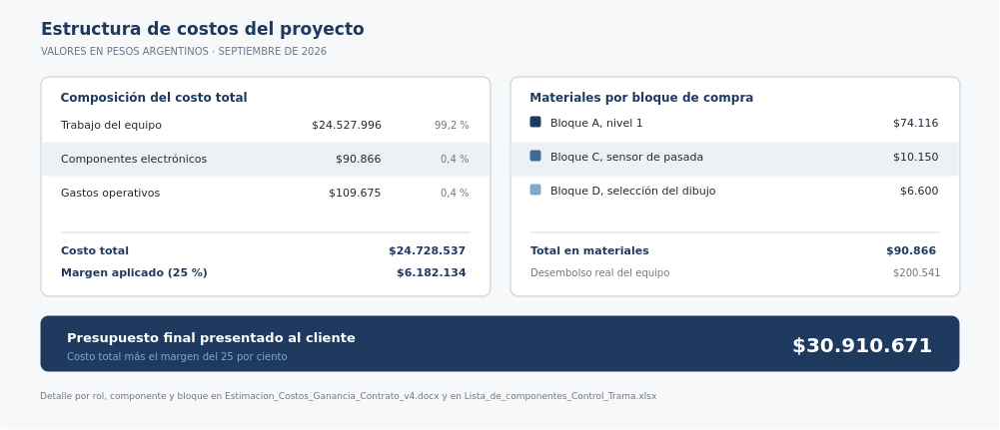 Estructura de costos del proyecto
VALORES EN PESOS ARGENTINOS · SEPTIEMBRE DE 2026
Composición del costo total
Trabajo del equipo $24.527.996 99,2 %
Componentes electrónicos $90.866 0,4 %
Gastos operativos $109.675 0,4 %
Costo total $24.728.537
Margen aplicado (25 %) $6.182.134
Materiales por bloque de compra
Bloque A, nivel 1 $74.116
Bloque C, sensor de pasada $10.150
Bloque D, selección del dibujo $6.600
Total en materiales $90.866
Desembolso real del equipo $200.541
Presupuesto final presentado al cliente
Costo total más el margen del 25 por ciento
$30.910.671
Detalle por rol, componente y bloque en Estimacion_Costos_Ganancia_Contrato_v4.docx y en Lista_de_componentes_Control_Trama.xlsx